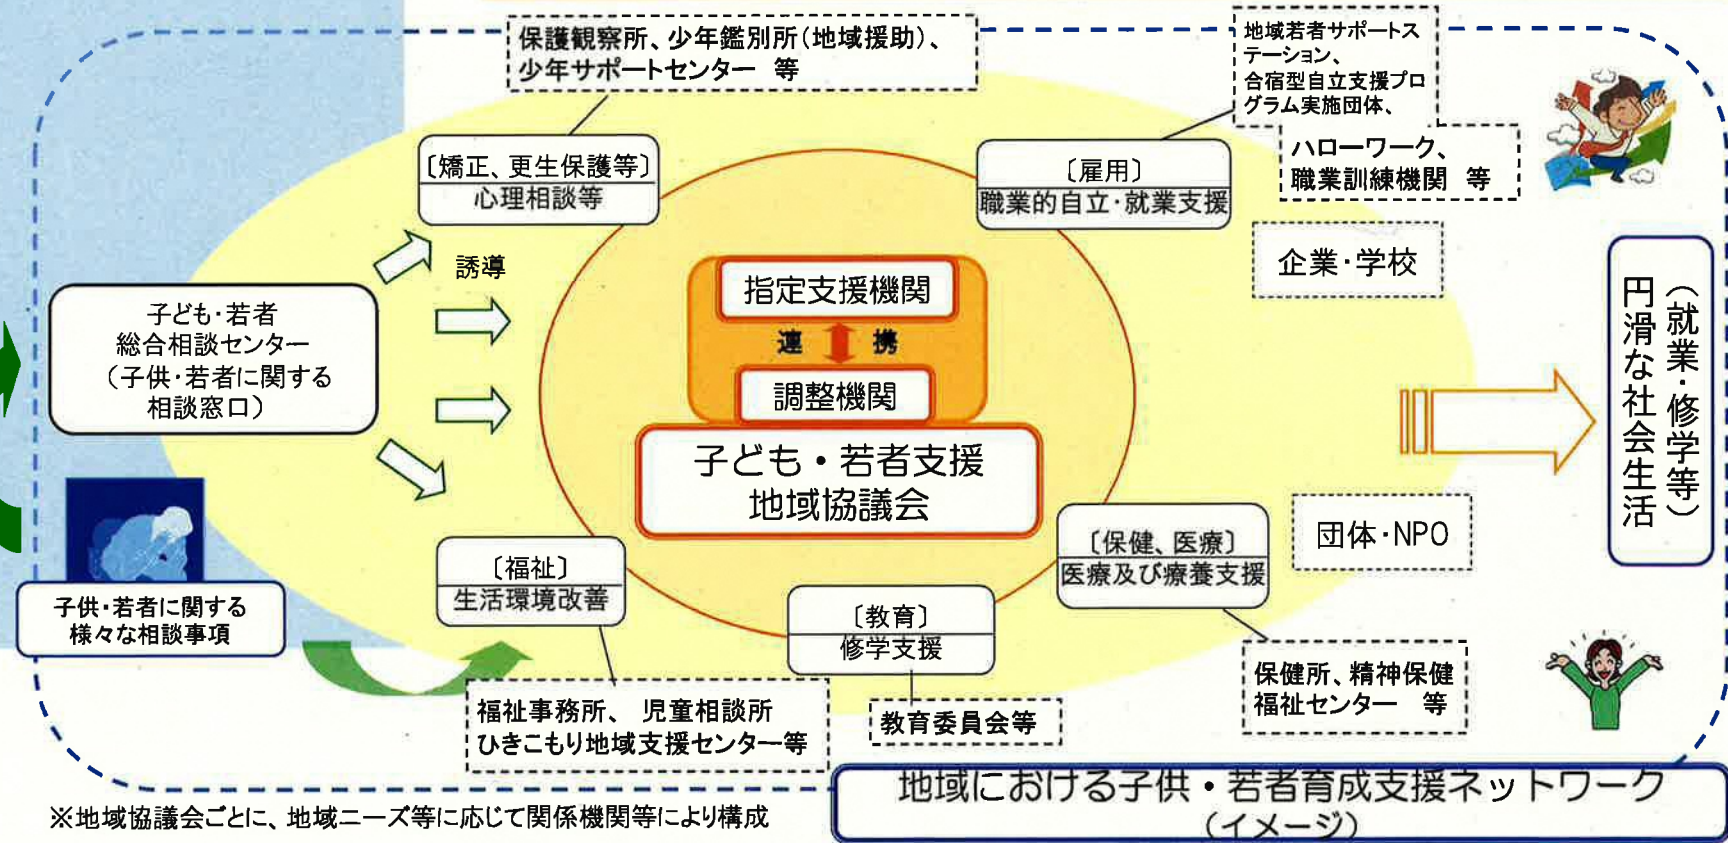 保護観察所、少年鑑別所(地域援助)、
少年サポートセンター 等
地域若者サポートス
テーション、
合宿型自立支援プロ
グラム実施団体、
ハローワーク、
職業訓練機関 等
〔矯正、更生保護等〕
心理相談等
〔雇用〕
職業的自立・就業支援
誘導
企業・学校
指定支援機関
連 携
調整機関
子ども・若者支援
地域協議会
子ども・若者
総合相談センター
(子供・若者に関する
相談窓口)
(就業・修学等)
円滑な社会生活
団体・NPO
〔保健、医療〕
医療及び療養支援
〔福祉〕
生活環境改善
〔教育〕
修学支援
子供・若者に関する
様々な相談事項
保健所、精神保健
福祉センター 等
福祉事務所、 児童相談所
ひきこもり地域支援センター等
教育委員会等
地域における子供・若者育成支援ネットワーク
(イメージ)
※地域協議会ごとに、地域ニーズ等に応じて関係機関等により構成